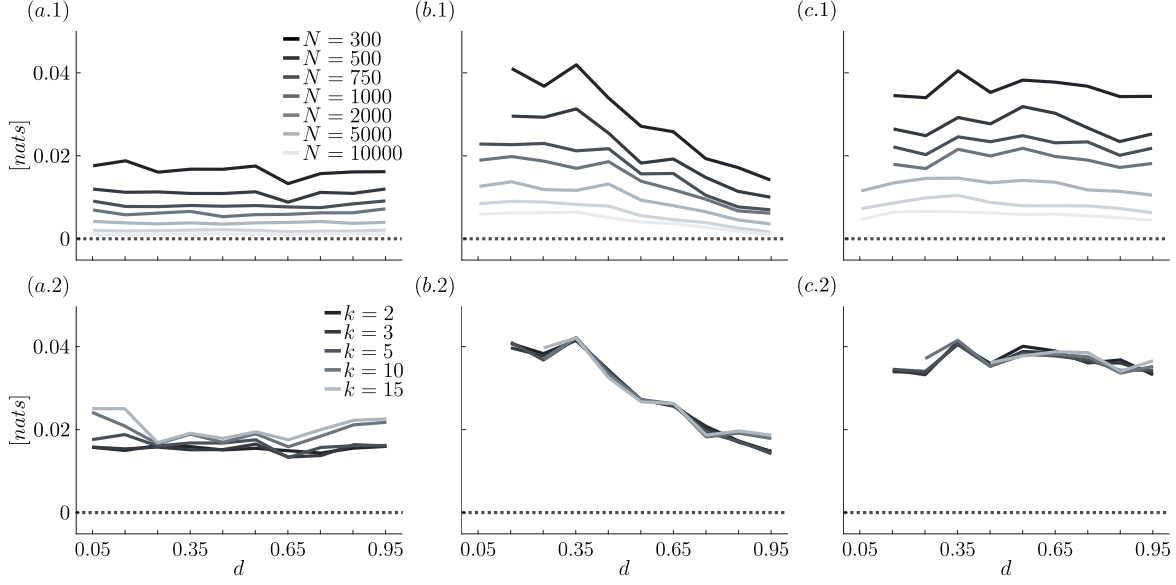 (a.1)
(b.1)
(c.1)
N = 300
N = 500
N = 750
N = 1000
N = 2000
N = 5000
N = 10000
0.04
0.02
0
[nats]
(a.2)
(b.2)
(c.2)
k = 2
k = 3
k = 5
k = 10
k = 15
0.04
0.02
0
[nats]
0.05 0.35 0.65 0.95
0.05 0.35 0.65 0.95
0.05 0.35 0.65 0.95
d
d
d